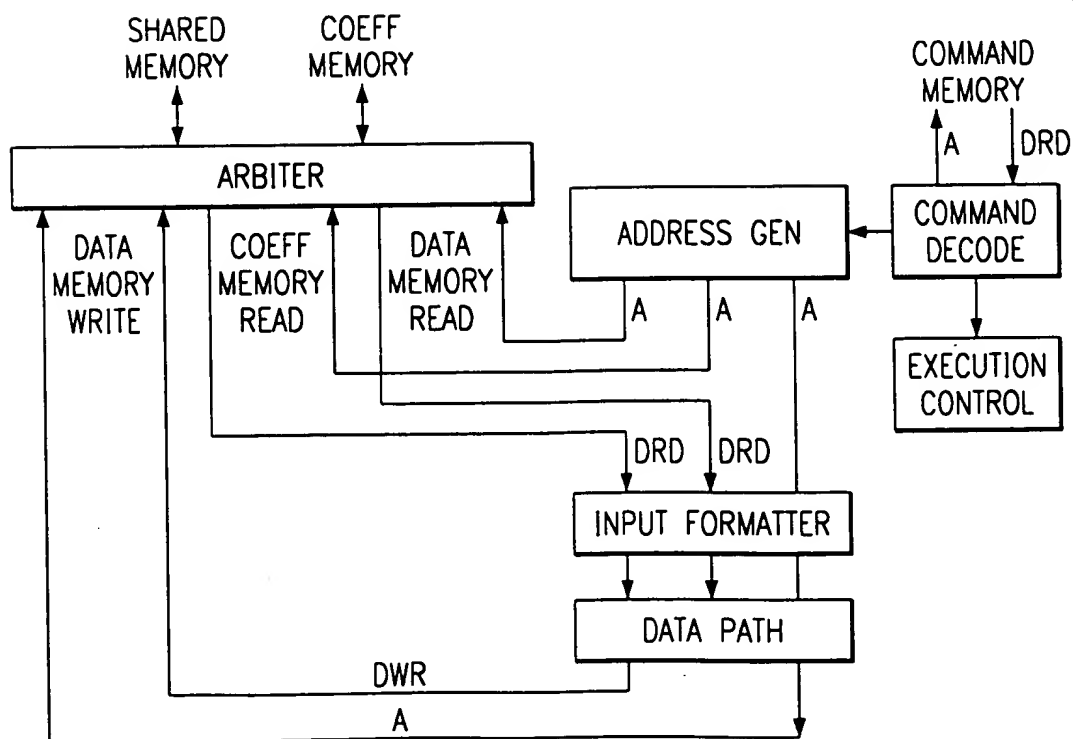 SHARED
MEMORY
COEFF
MEMORY
COMMAND
MEMORY
A
DRD
ARBITER
ADDRESS GEN
COMMAND
DECODE
DATA
MEMORY
WRITE
COEFF
MEMORY
READ
DATA
MEMORY
READ
A
A
A
EXECUTION
CONTROL
DRD
DRD
INPUT FORMATTER
DATA PATH
DWR
A